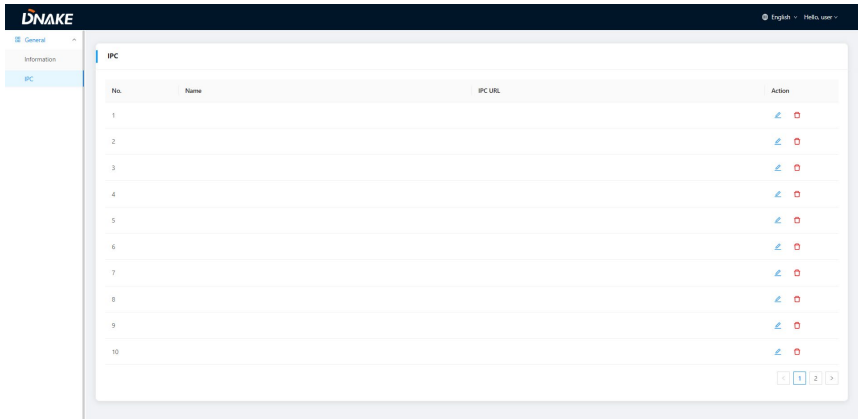 DNAKE
English Hello, user
General
Information
IPC
IPC
No. Name IPC URL Action
1
2
3
4
5
6
7
8
9
10
< 1 2 >